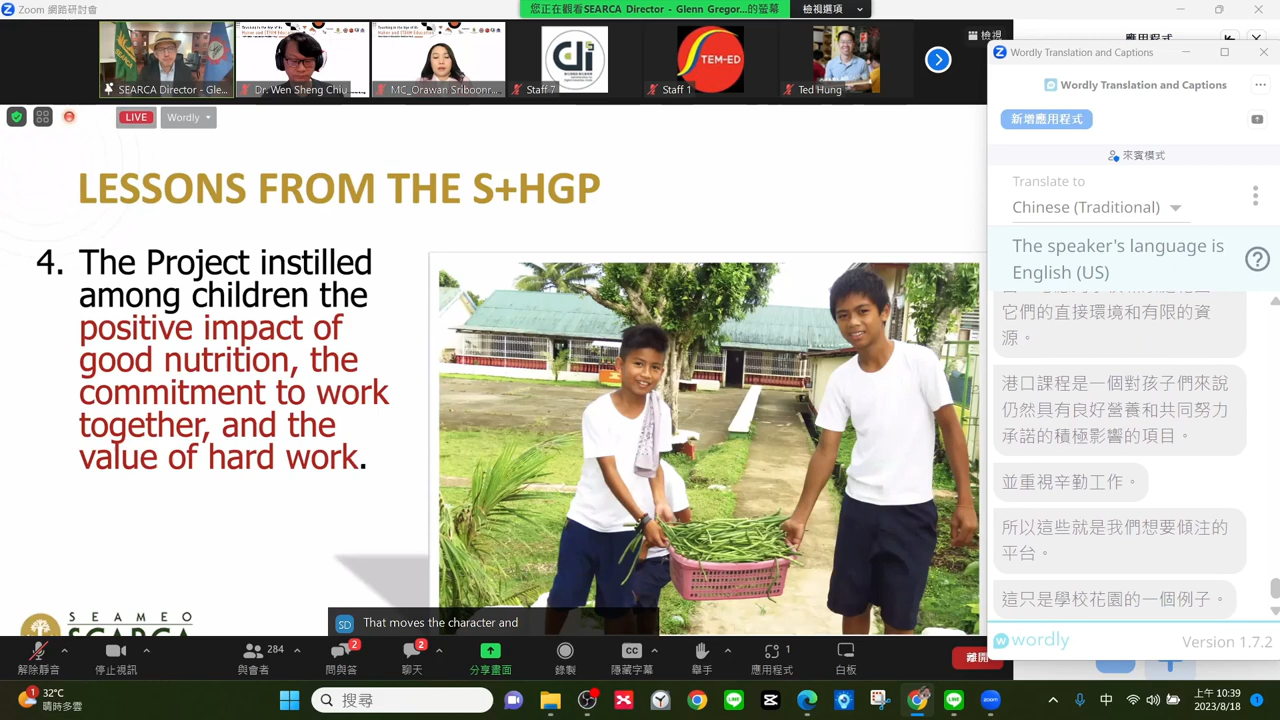 Zoom 網路研討會
您正在觀看SEARCA Director - Glenn Gregor...的螢幕
檢視選項
檢視
應用程式
SEARCA Director - Gle...
Dr. Wen Sheng Chiu
MC_Orawan Sriboonr...
Staff 7
Staff 1
Ted Hung
TEM-ED
LIVE
Wordly
LESSONS FROM THE S+HGP
4. The Project instilled
among children the
positive impact of
good nutrition, the
commitment to work
together, and the
value of hard work.
SEAMEO
SEARCA
SD That moves the character and
Wordly Translation and Captions
Wordly Translation and Captions
新增應用程式
來賓模式
Translate to
Chinese (Traditional)
The speaker's language is
English (US)
它們的直接環境和有限的資
源。
港口課程是一個對孩子們來說
仍然具有良好營養和共同努力
承諾的積極影響的項目。
並重視辛勤工作。
所以這些就是我們想要傾注的
平台。
這只是學校花園的一個例子。
wordly
Version 1.7.2
解除靜音
停止視訊
284
與會者
2
問與答
2
聊天
分享畫面
錄製
CC
隱藏字幕
舉手
1
應用程式
白板
離開
1
32°C
晴時多雲
搜尋
中
上午 10:39
2023/8/18